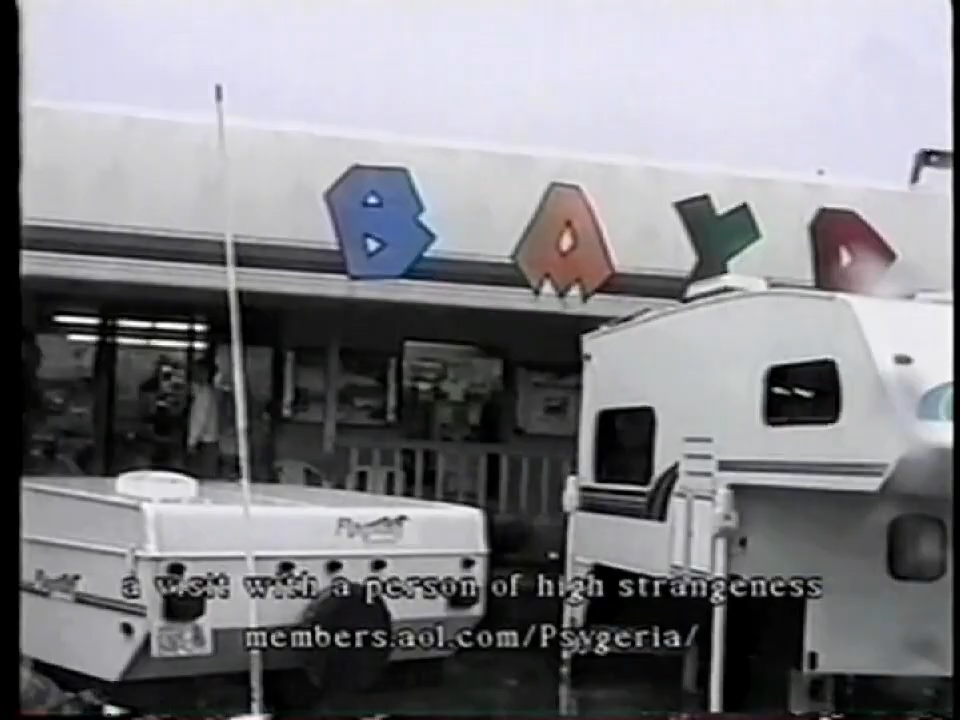 BAYA
a visit with a person of high strangeness
members.aol.com/Psygeria/